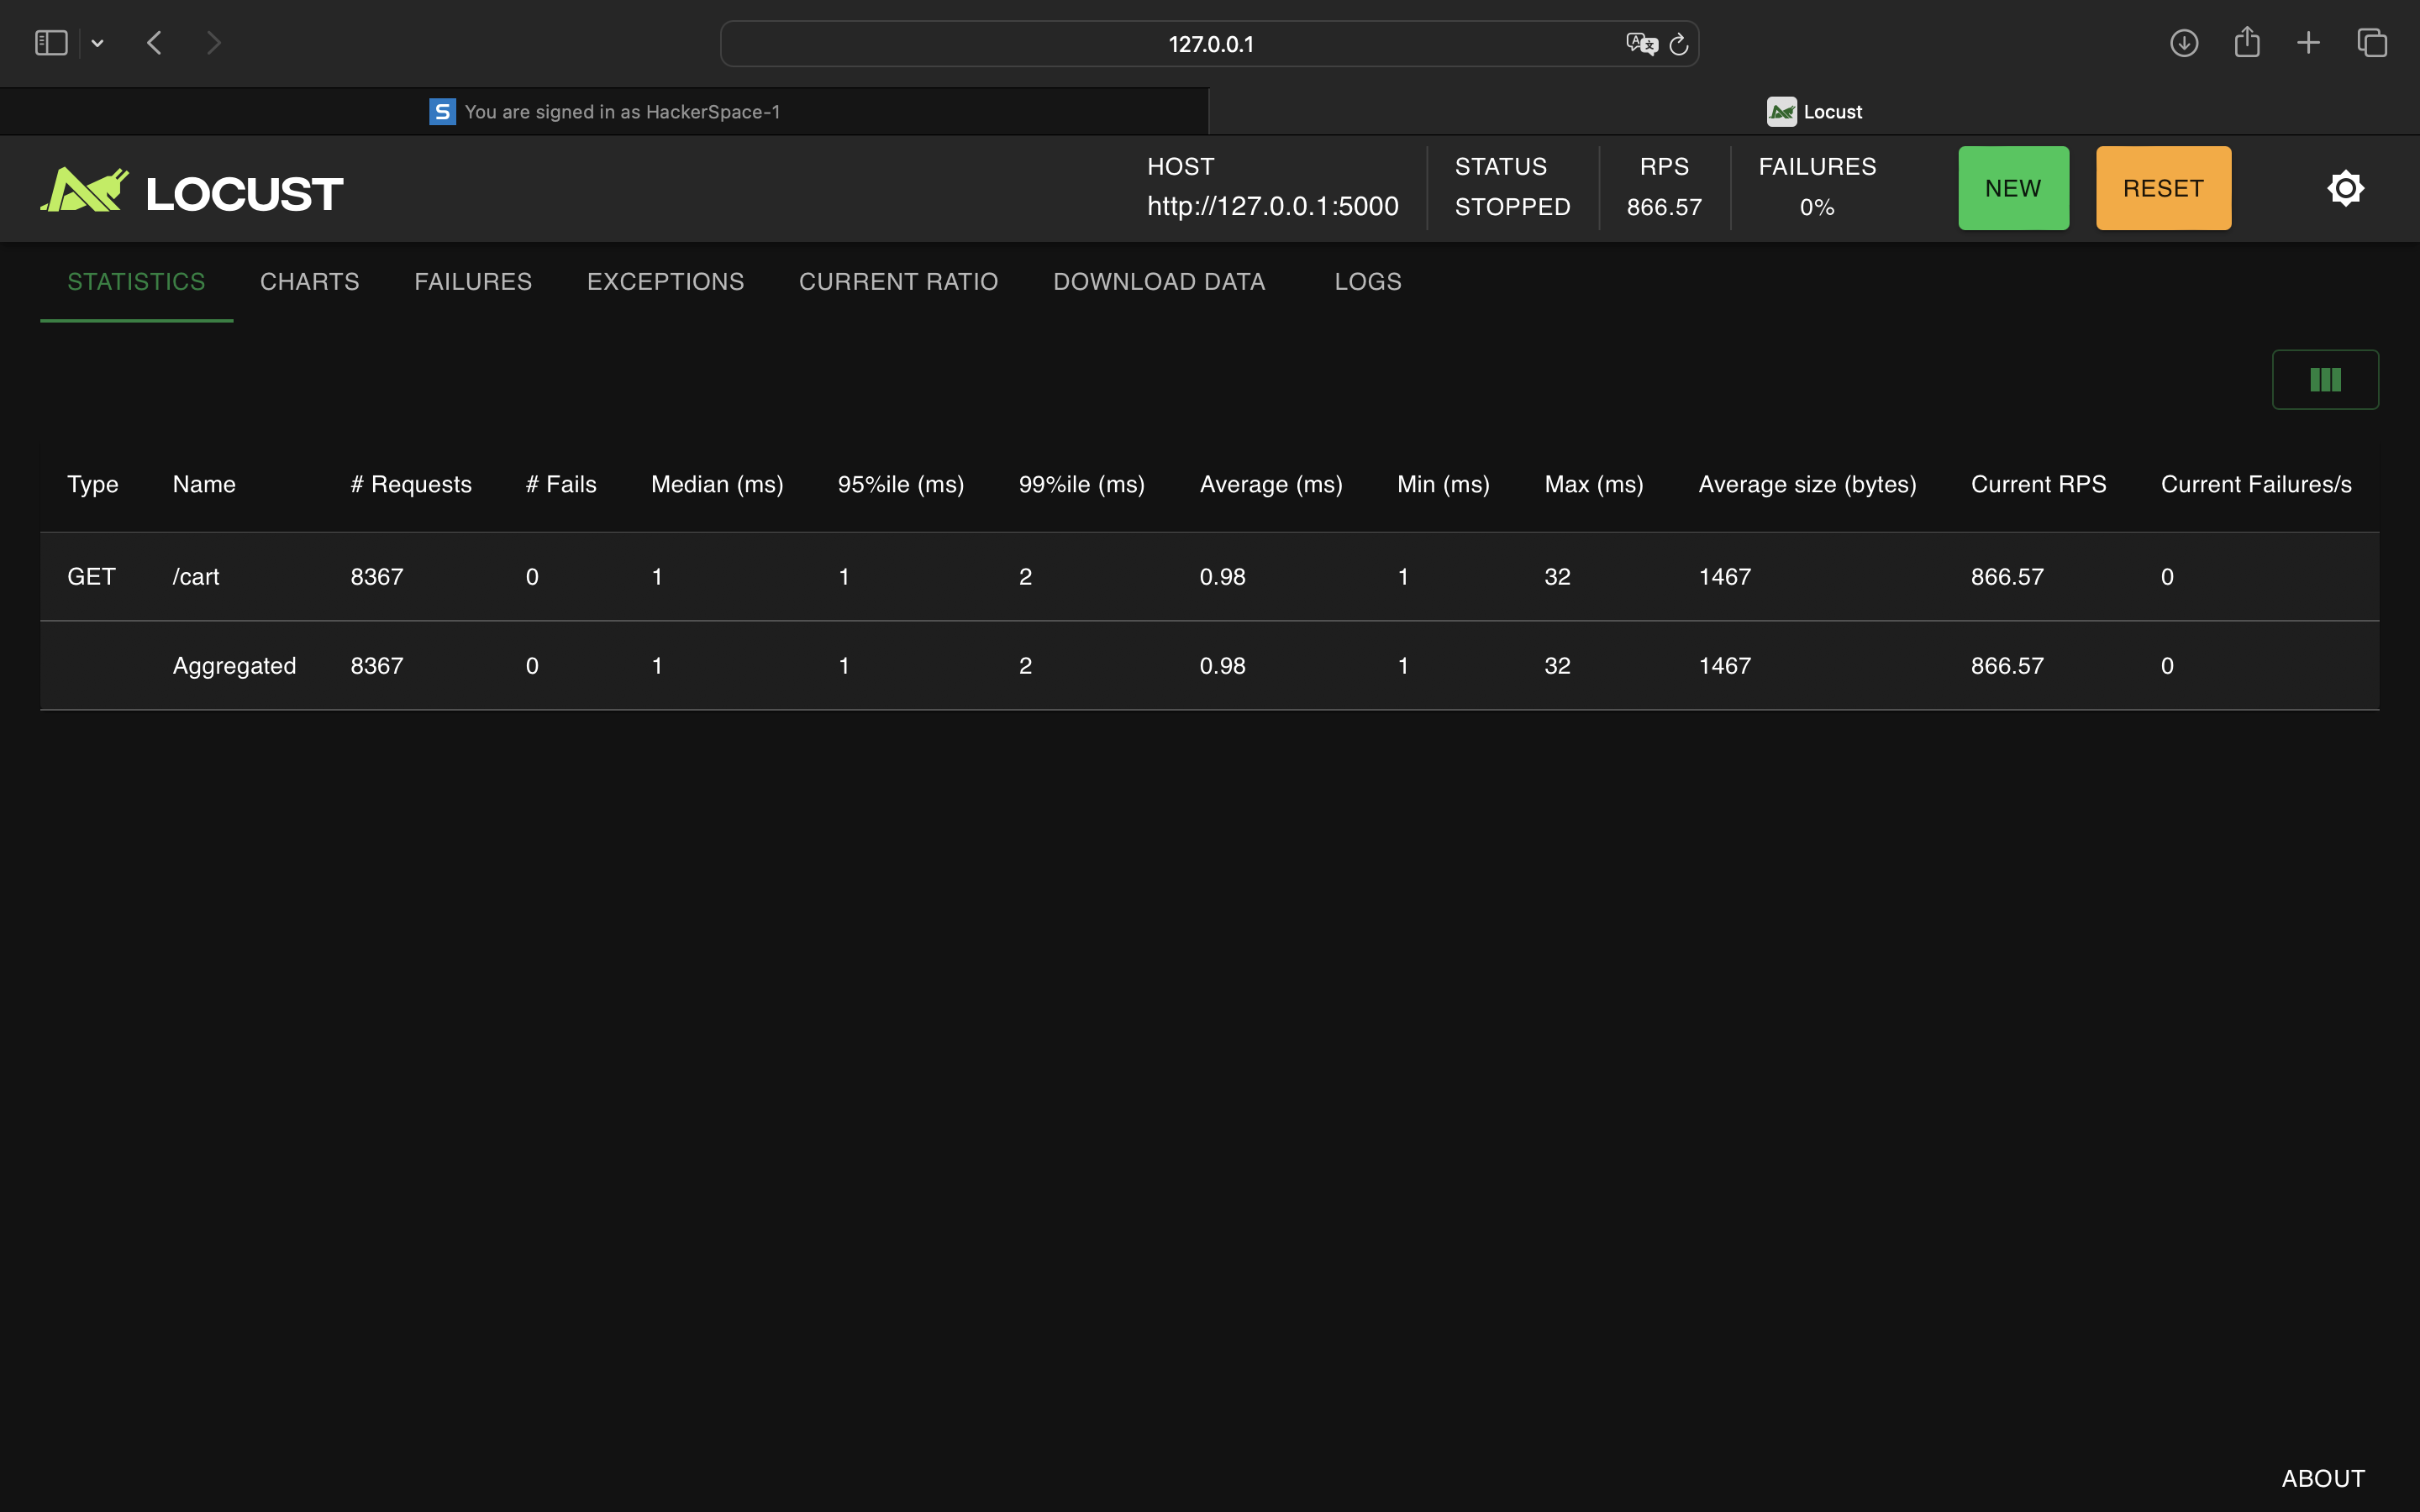 127.0.0.1
You are signed in as HackerSpace-1
Locust
LOCUST
HOST
http://127.0.0.1:5000
STATUS
STOPPED
RPS
866.57
FAILURES
0%
NEW
RESET
STATISTICS CHARTS FAILURES EXCEPTIONS CURRENT RATIO DOWNLOAD DATA LOGS
Type Name # Requests # Fails Median (ms) 95%ile (ms) 99%ile (ms) Average (ms) Min (ms) Max (ms) Average size (bytes) Current RPS Current Failures/s
GET /cart 8367 0 1 1 2 0.98 1 32 1467 866.57 0
Aggregated 8367 0 1 1 2 0.98 1 32 1467 866.57 0
ABOUT